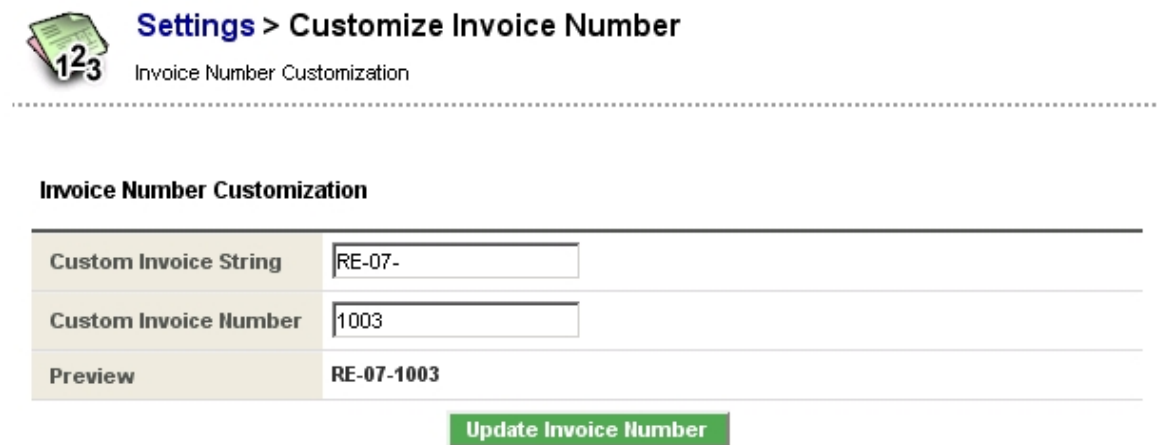 Settings > Customize Invoice Number
123
Invoice Number Customization
Invoice Number Customization
Custom Invoice String RE-07-
Custom Invoice Number 1003
Preview RE-07-1003
Update Invoice Number